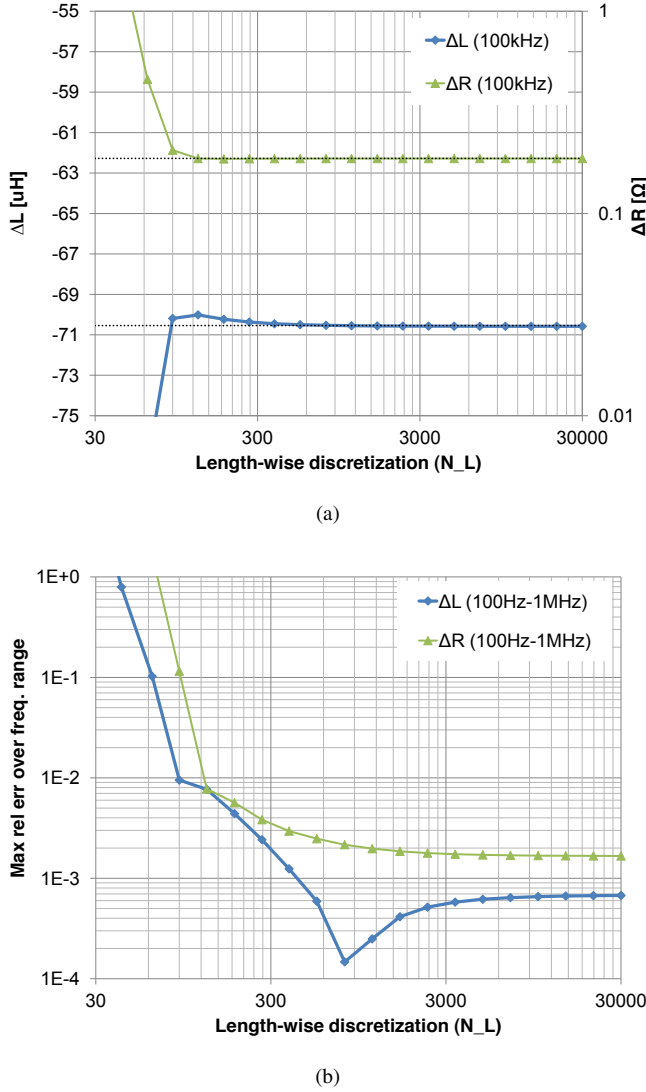 -55
-57
-59
-61
-63
-65
-67
-69
-71
-73
-75
ΔL [uH]
ΔL (100kHz)
ΔR (100kHz)
1
0.1
0.01
ΔR [Ω]
30
300
3000
30000
Length-wise discretization (N_L)
(a)
1E+0
1E-1
1E-2
1E-3
1E-4
Max rel err over freq. range
ΔL (100Hz-1MHz)
ΔR (100Hz-1MHz)
30
300
3000
30000
Length-wise discretization (N_L)
(b)